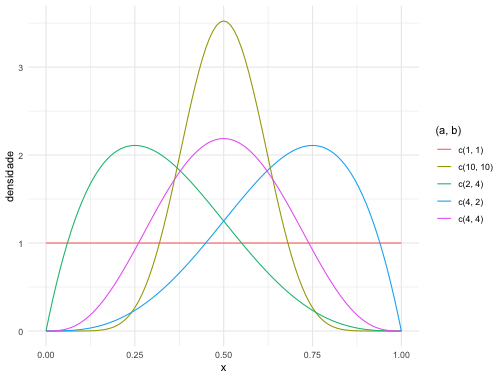 densidade
3
2
1
0
0.00 0.25 0.50 0.75 1.00
x
(a, b)
c(1, 1)
c(10, 10)
c(2, 4)
c(4, 2)
c(4, 4)